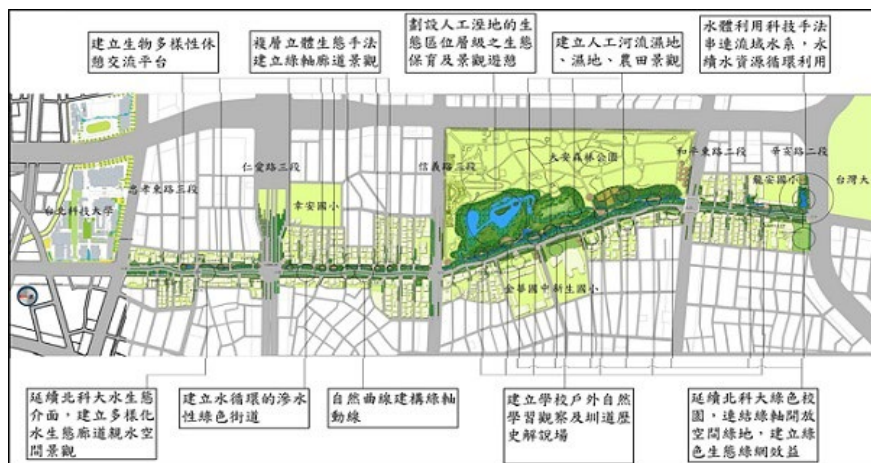 建立生物多樣性休
憩交流平台
複層立體生態手法
建立綠軸廊道景觀
劃設人工溼地的生
態區位層級之生態
保育及景觀遊憩
建立人工河流濕地
、濕地、農田景觀
水體利用科技手法
串連流域水系，永
續水資源循環利用
忠孝東路三段
台北科技大學
仁愛路三段
幸安國小
信義路三段
大安森林公園
和平東路二段
辛亥路二段
龍安國小
台灣大
金華國中
新生國小
延續北科大水生態
介面，建立多樣化
水生態廊道親水空
間景觀
建立水循環的滲水
性綠色街道
自然曲線建構綠軸
動線
建立學校戶外自然
學習觀察及圳道歷
史解說場
延續北科大綠色校
園，連結綠軸開放
空間綠地，建立綠
色生態綠網效益